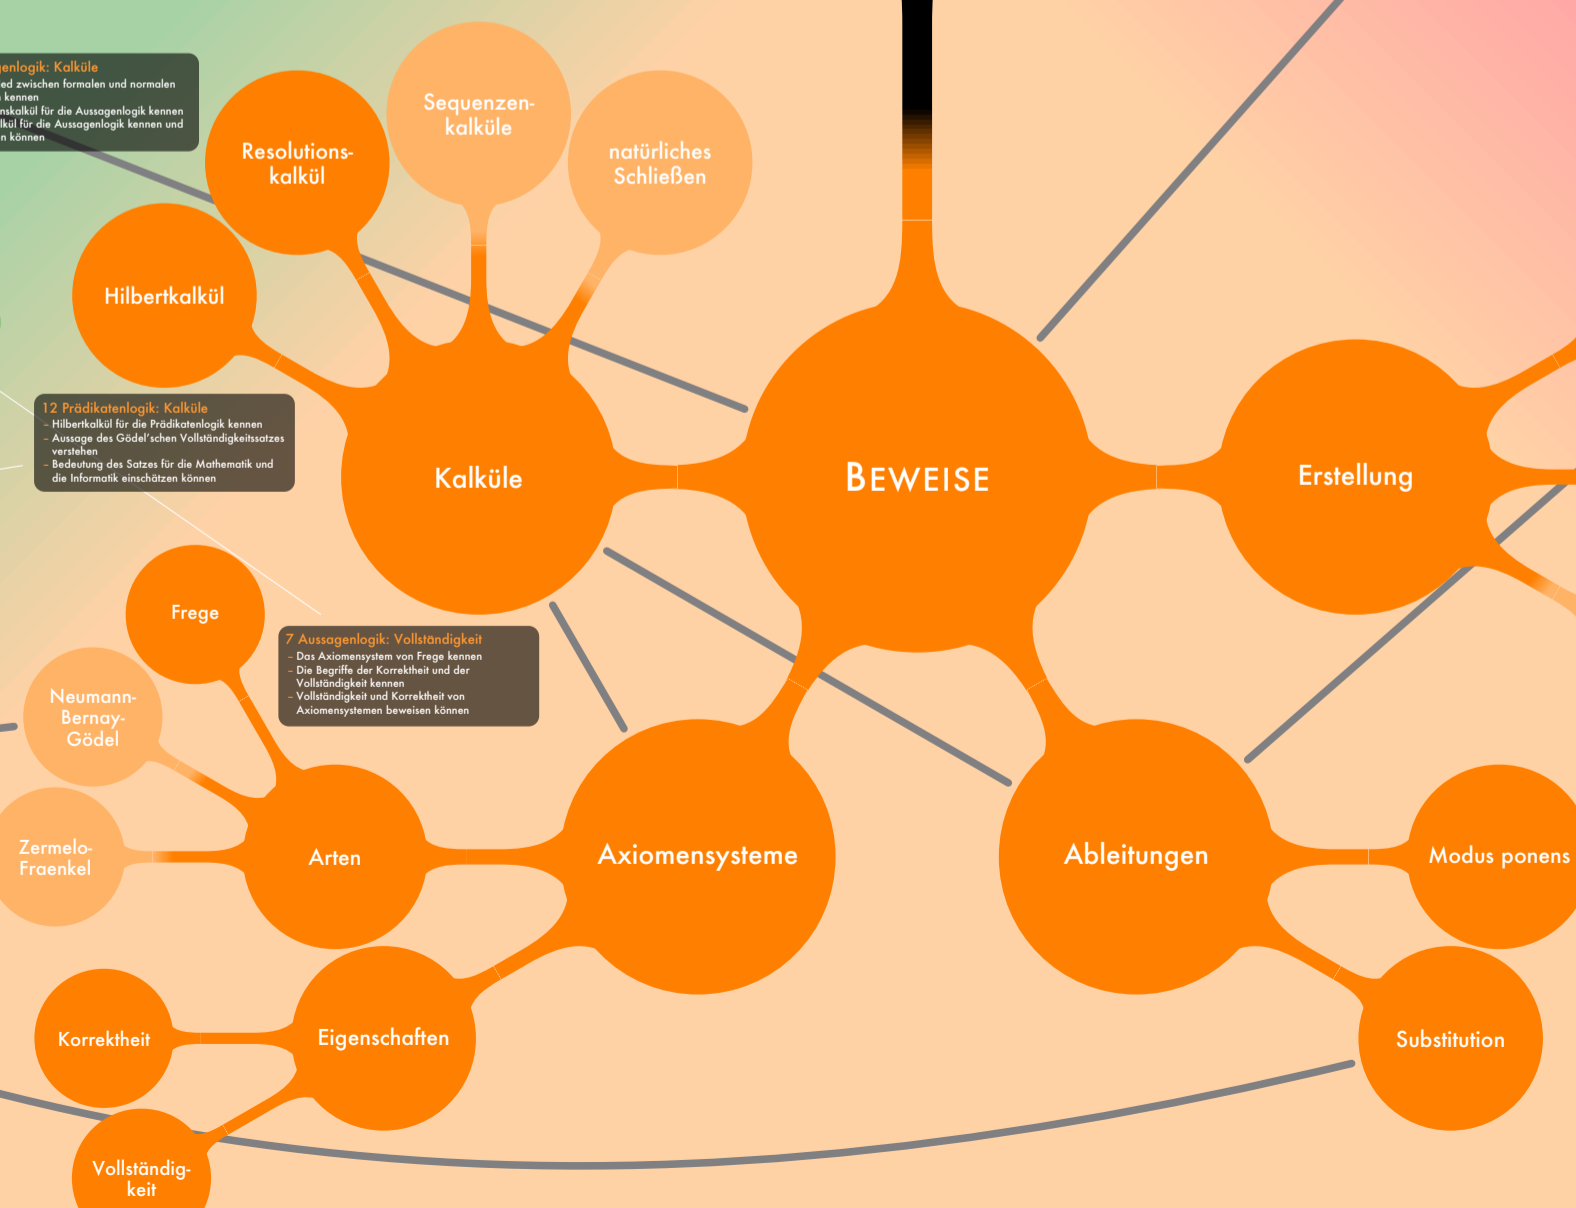 Kalküle
zwischen formalen und normalen
kennen
für die Aussagenlogik kennen
für die Aussagenlogik kennen und
können
Sequenzen-
kalküle
Resolutions-
kalkül
natürliches
Schließen
Hilbertkalkül
12 Prädikatenlogik: Kalküle
– Hilbertkalkül für die Prädikatenlogik kennen
– Aussage des Gödel’schen Vollständigkeitssatzes
verstehen
– Bedeutung des Satzes für die Mathematik und
die Informatik einschätzen können
Kalküle
BEWEISE
Erstellung
Frege
7 Aussagenlogik: Vollständigkeit
– Das Axiomensystem von Frege kennen
– Die Begriffe der Korrektheit und der
Vollständigkeit kennen
– Vollständigkeit und Korrektheit von
Axiomensystemen beweisen können
Neumann-
Bernay-
Gödel
Zermelo-
Fraenkel
Arten
Axiomensysteme
Ableitungen
Modus ponens
Korrektheit
Eigenschaften
Substitution
Vollständig-
keit